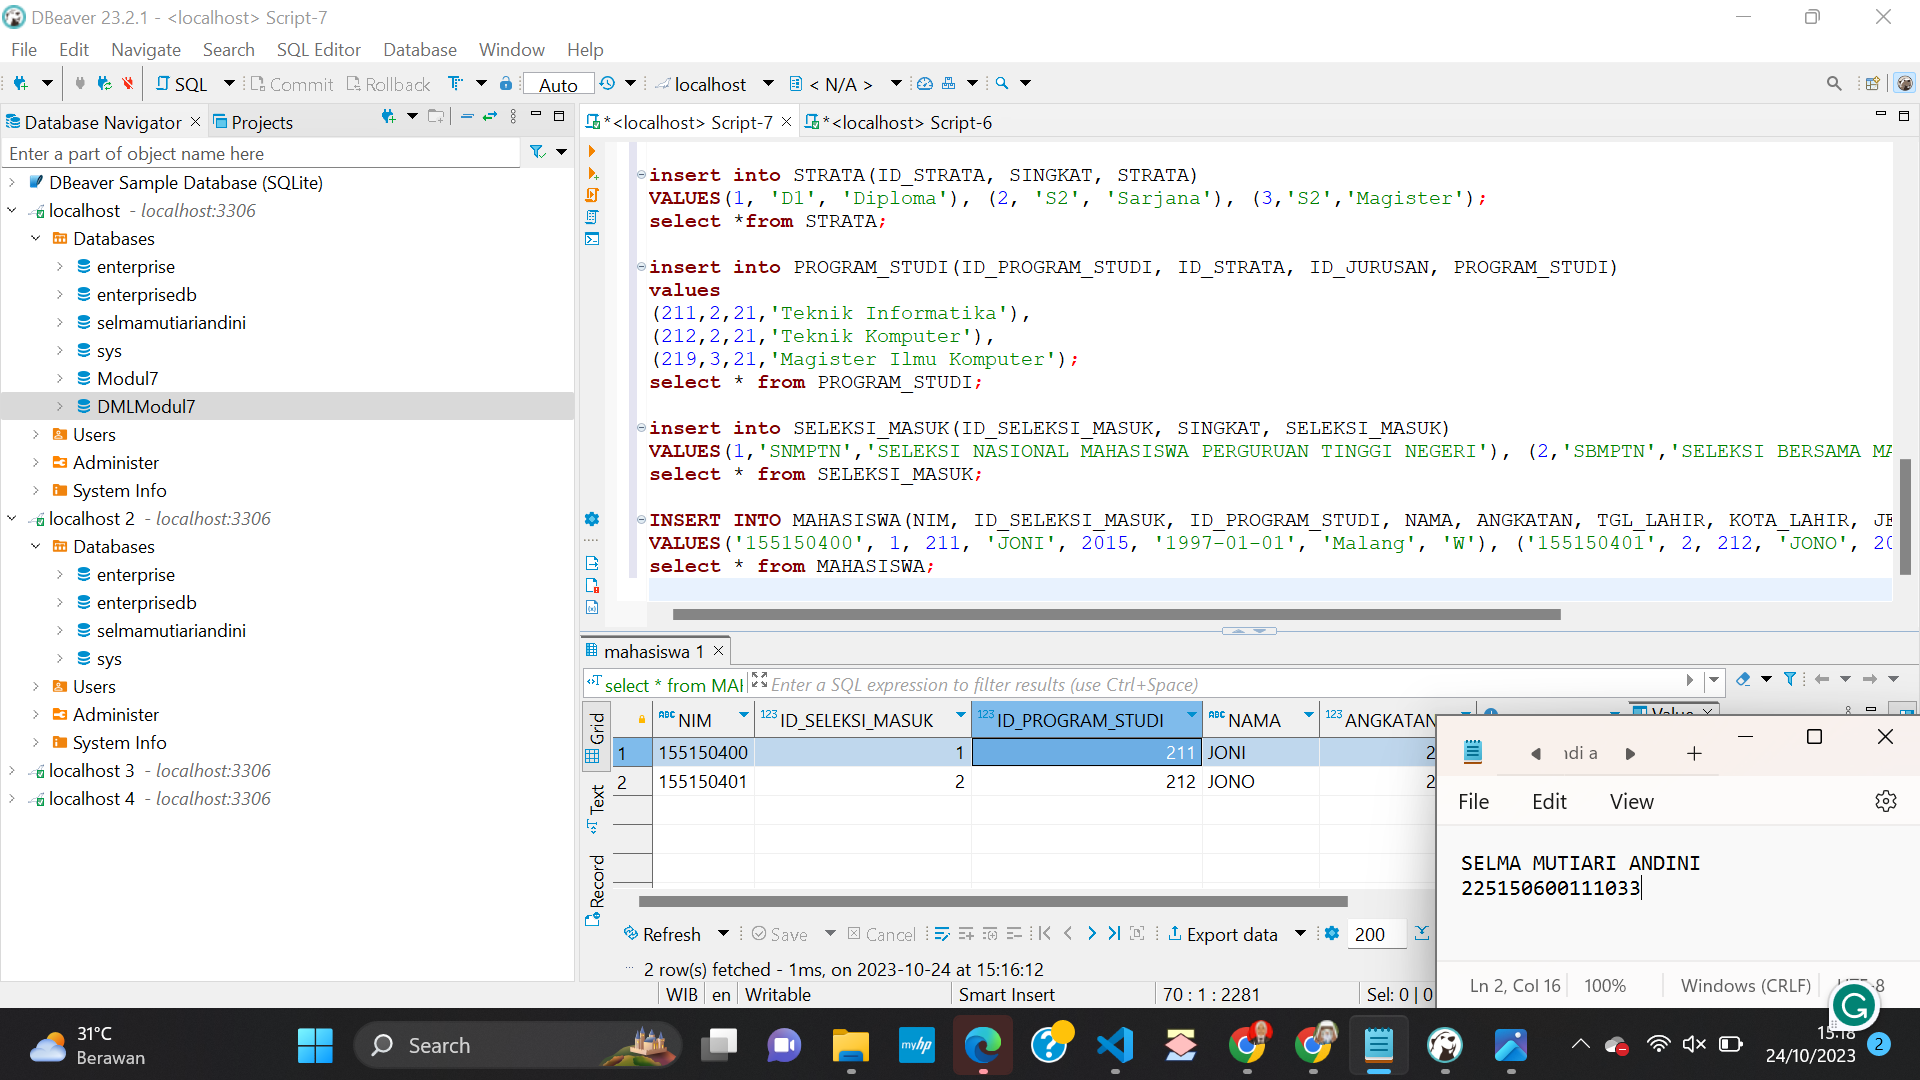 DBeaver 23.2.1 - <localhost> Script-7
File Edit Navigate Search SQL Editor Database Window Help
SQL Commit Rollback Auto localhost < N/A >
Database Navigator Projects
Enter a part of object name here
DBeaver Sample Database (SQLite)
localhost - localhost:3306
Databases
enterprise
enterprisedb
selmamutiariandini
sys
Modul7
DMLModul7
Users
Administer
System Info
localhost 2 - localhost:3306
Databases
enterprise
enterprisedb
selmamutiariandini
sys
Users
Administer
System Info
localhost 3 - localhost:3306
localhost 4 - localhost:3306
*<localhost> Script-7 *<localhost> Script-6
insert into STRATA(ID_STRATA, SINGKAT, STRATA)
VALUES(1, 'D1', 'Diploma'), (2, 'S2', 'Sarjana'), (3,'S2','Magister');
select *from STRATA;
insert into PROGRAM_STUDI(ID_PROGRAM_STUDI, ID_STRATA, ID_JURUSAN, PROGRAM_STUDI)
values
(211,2,21,'Teknik Informatika'),
(212,2,21,'Teknik Komputer'),
(219,3,21,'Magister Ilmu Komputer');
select * from PROGRAM_STUDI;
insert into SELEKSI_MASUK(ID_SELEKSI_MASUK, SINGKAT, SELEKSI_MASUK)
VALUES(1,'SNMPTN','SELEKSI NASIONAL MAHASISWA PERGURUAN TINGGI NEGERI'), (2,'SBMPTN','SELEKSI BERSAMA MA
select * from SELEKSI_MASUK;
INSERT INTO MAHASISWA(NIM, ID_SELEKSI_MASUK, ID_PROGRAM_STUDI, NAMA, ANGKATAN, TGL_LAHIR, KOTA_LAHIR, JE
VALUES('155150400', 1, 211, 'JONI', 2015, '1997-01-01', 'Malang', 'W'), ('155150401', 2, 212, 'JONO', 20
select * from MAHASISWA;
mahasiswa 1
select * from MAH Enter a SQL expression to filter results (use Ctrl+Space)
Grid
Text
Record
NIM ID_SELEKSI_MASUK ID_PROGRAM_STUDI NAMA ANGKATAN Value
1 155150400 1 211 JONI 2
2 155150401 2 212 JONO 2
Refresh Save Cancel Export data 200
2 row(s) fetched - 1ms, on 2023-10-24 at 15:16:12
WIB en Writable Smart Insert 70 : 1 : 2281 Sel: 0 | 0
ndi a
File Edit View
SELMA MUTIARI ANDINI
225150600111033
Ln 2, Col 16 100% Windows (CRLF) UTF-8
31°C
Berawan
Search
myhp
15:18
24/10/2023
2